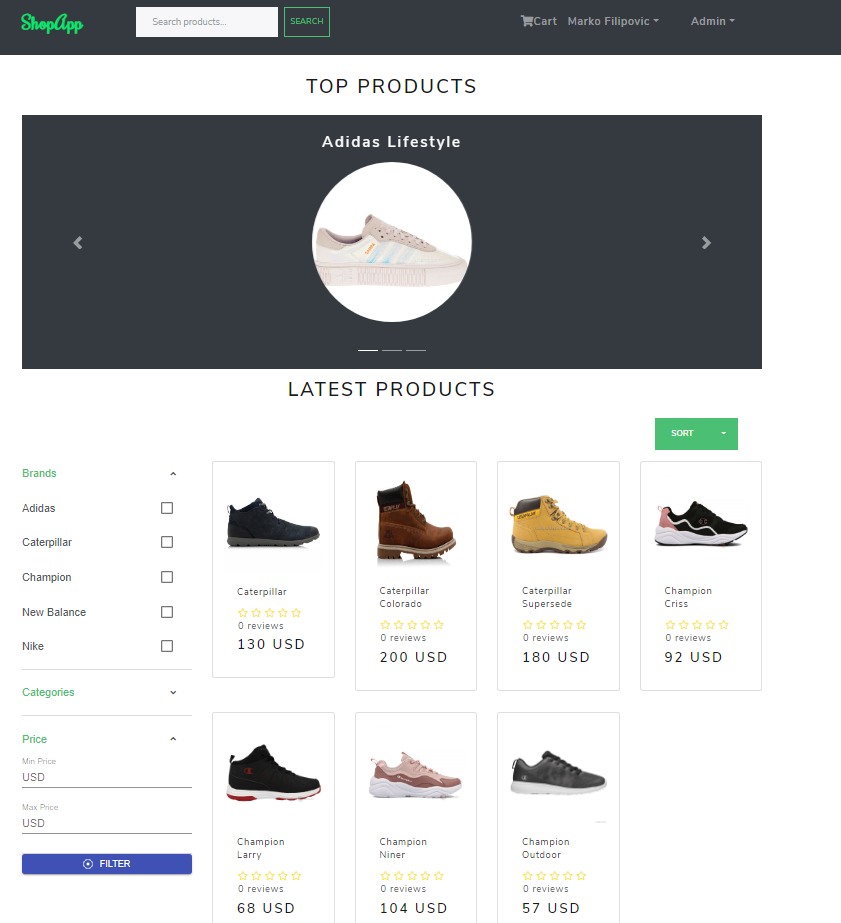 ShopApp
Search products...
SEARCH
Cart
Marko Filipovic
Admin
TOP PRODUCTS
Adidas Lifestyle
LATEST PRODUCTS
SORT
Brands
Adidas
Caterpillar
Champion
New Balance
Nike
Categories
Price
Min Price
USD
Max Price
USD
FILTER
Caterpillar
0 reviews
130 USD
Caterpillar
Colorado
0 reviews
200 USD
Caterpillar
Supersede
0 reviews
180 USD
Champion
Criss
0 reviews
92 USD
Champion
Larry
0 reviews
68 USD
Champion
Niner
0 reviews
104 USD
Champion
Outdoor
0 reviews
57 USD